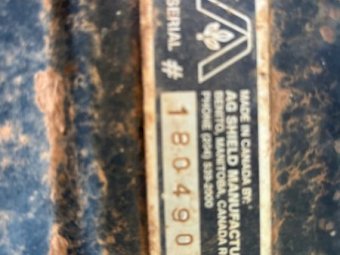 MADE IN CANADA BY:
AG SHIELD MANUFACTU
BENITO, MANITOBA, CANADA R
PHONE (204) 539-2000
SERIAL # 180490